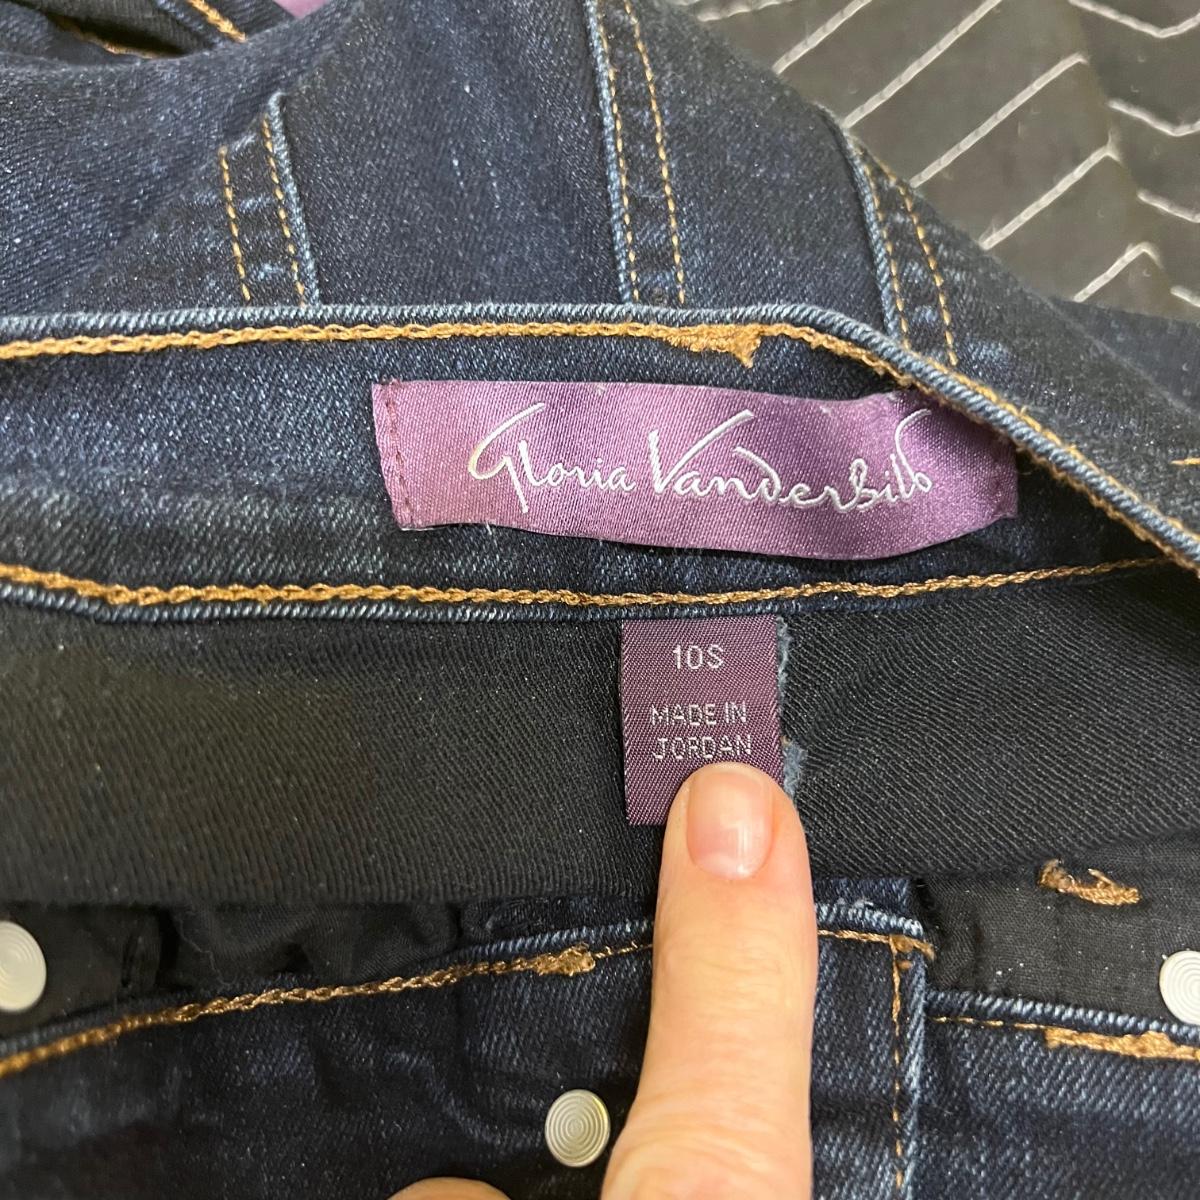 Gloria Vanderbilt
10S
MADE IN
JORDAN